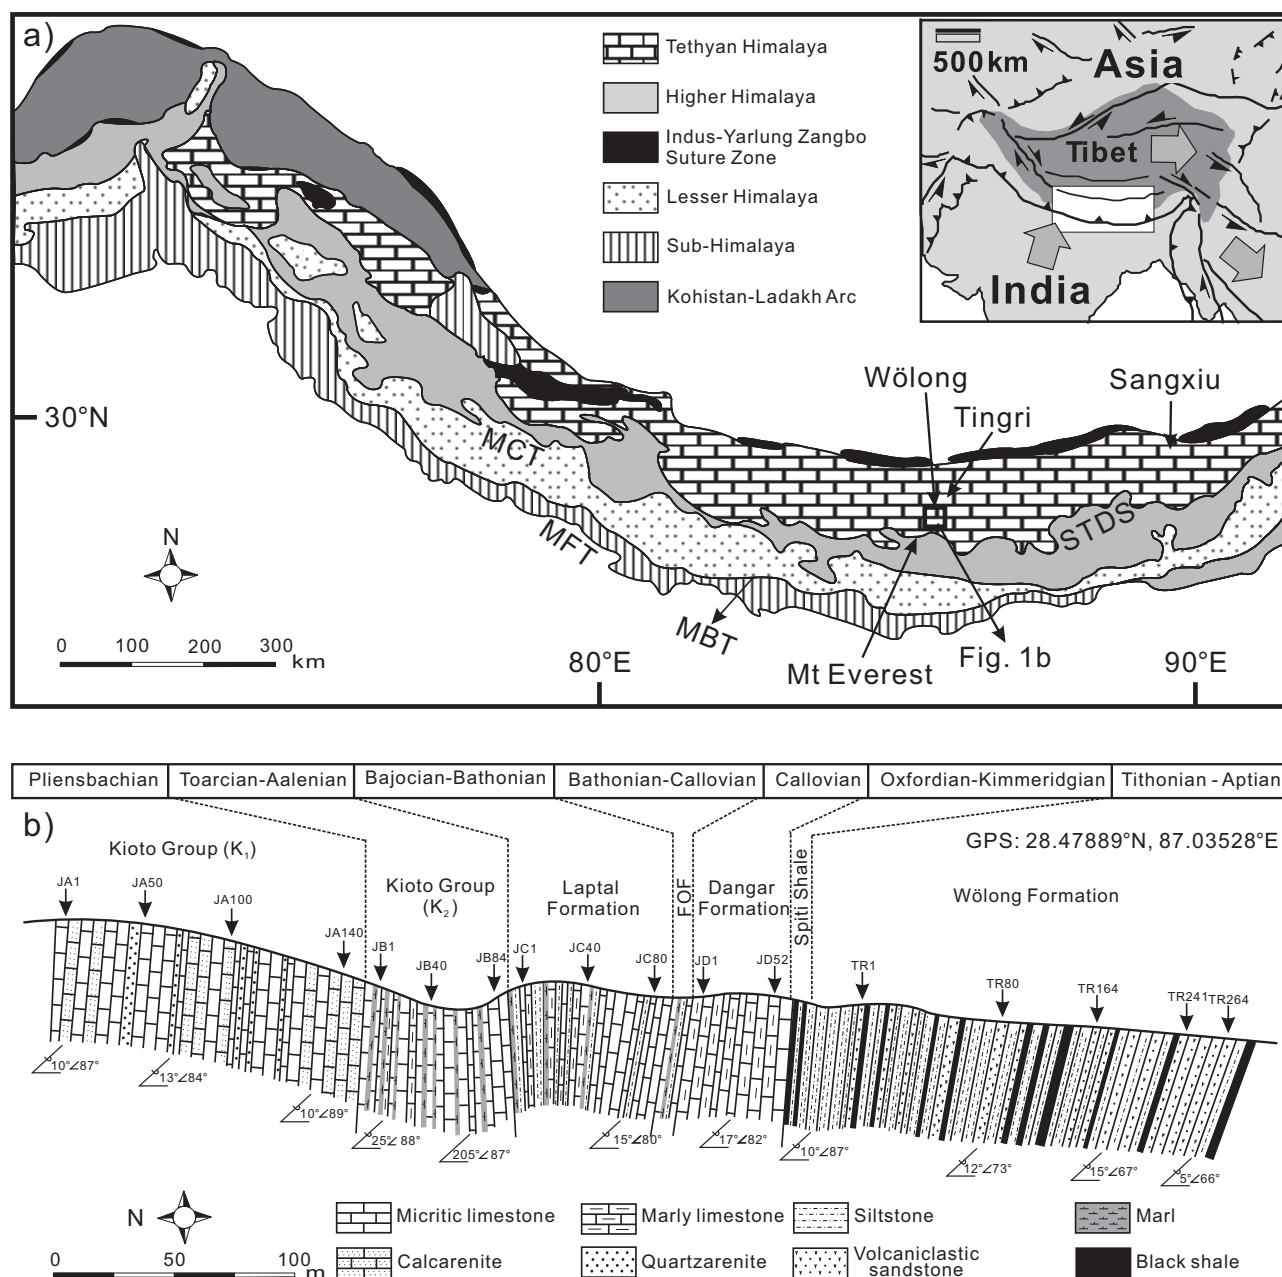 a)
Tethyan Himalaya
Higher Himalaya
Indus-Yarlung Zangbo
Suture Zone
Lesser Himalaya
Sub-Himalaya
Kohistan-Ladakh Arc
500km
Asia
Tibet
India
Wölong
Sangxiu
Tingri
30°N
MCT
STDS
MFT
MBT
N
0 100 200 300
km
80°E
Mt Everest
Fig. 1b
90°E
Pliensbachian Toarcian-Aalenian Bajocian-Bathonian Bathonian-Callovian Callovian Oxfordian-Kimmeridgian Tithonian - Aptian
b)
GPS: 28.47889°N, 87.03528°E
Kioto Group (K₁)
Kioto Group
(K₂)
Laptal
Formation
FOF
Dangar
Formation
Spiti Shale
Wölong Formation
JA1
JA50
JA100
JA140
JB1
JB40
JB84
JC1
JC40
JC80
JD1
JD52
TR1
TR80
TR164
TR241
TR264
10°∠87°
13°∠84°
10°∠89°
25°∠88°
205°∠87°
15°∠80°
17°∠82°
10°∠87°
12°∠73°
15°∠67°
5°∠66°
N
0 50 100
m
Micritic limestone
Marly limestone
Siltstone
Marl
Calcarenite
Quartzarenite
Volcaniclastic
sandstone
Black shale